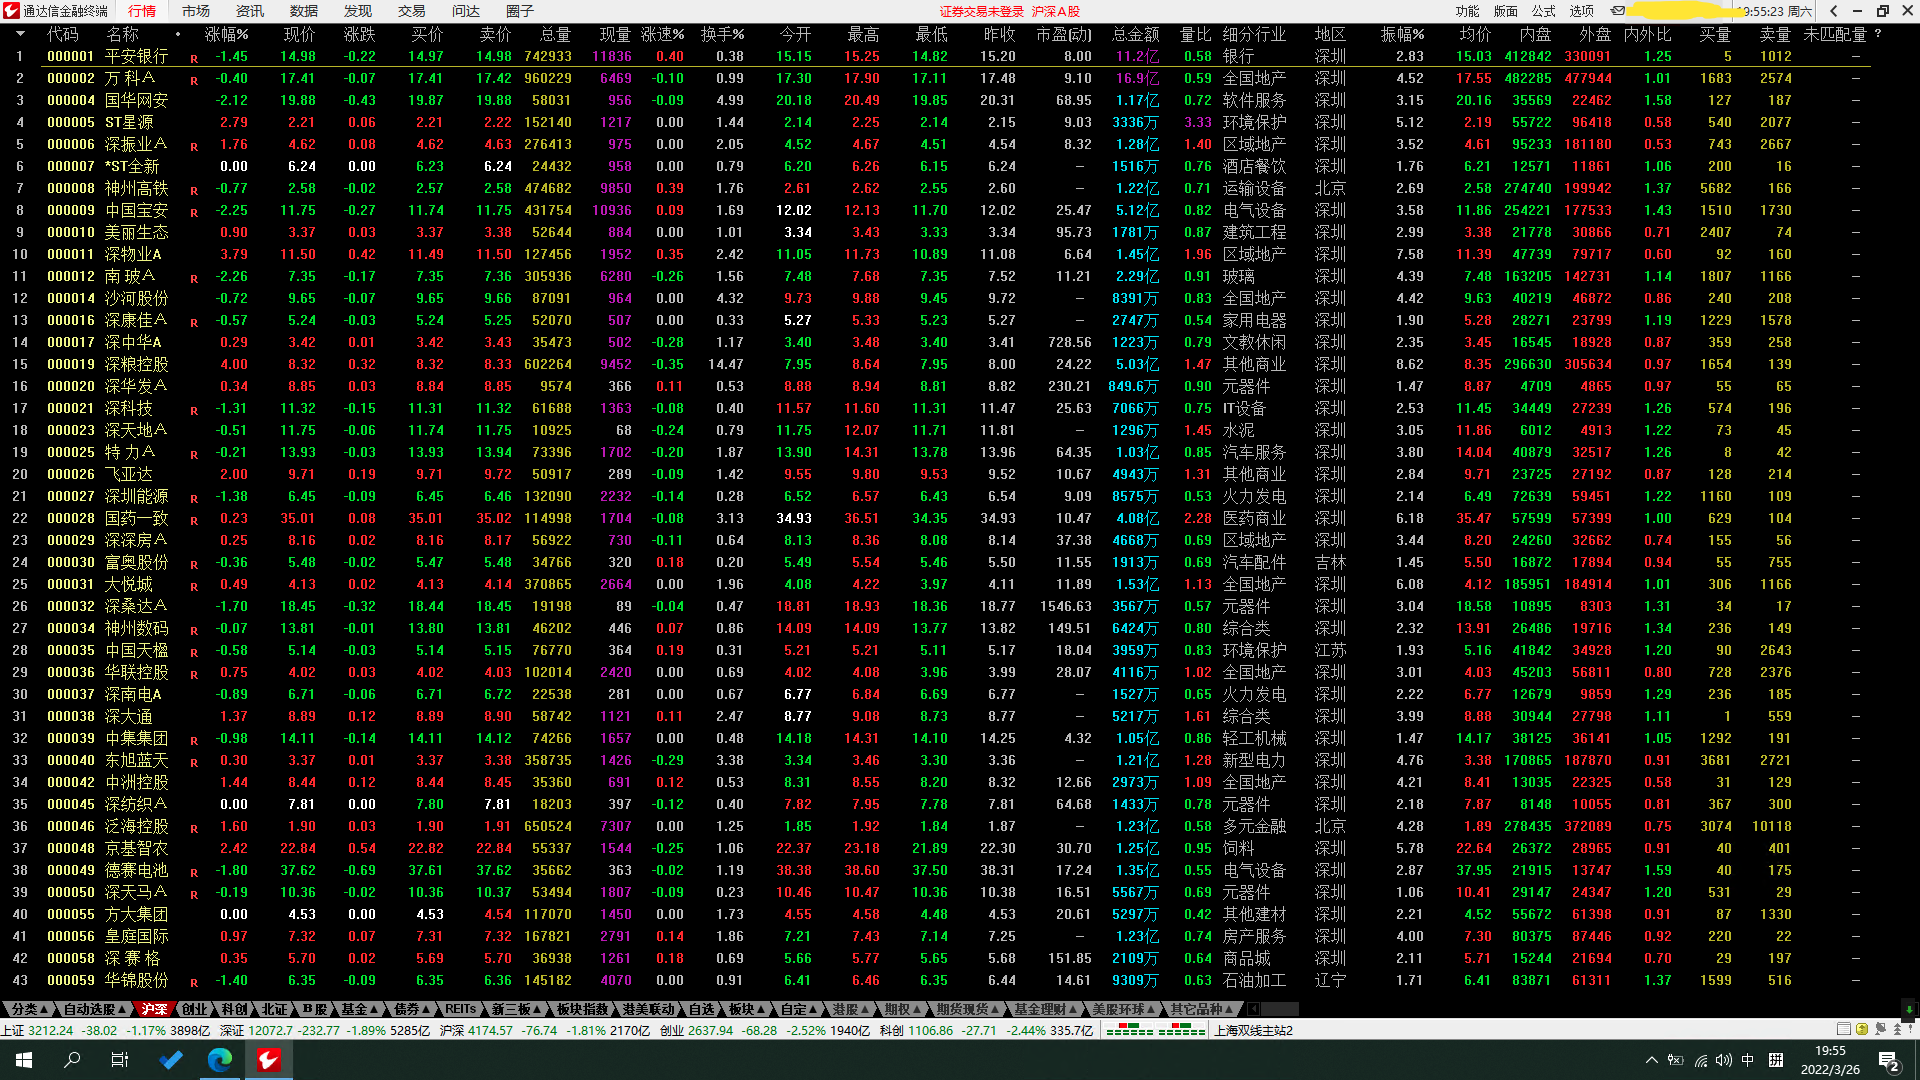 通达信金融终端 行情 市场 资讯 数据 发现 交易 问达 圈子 证券交易未登录 沪深A股 功能 版面 公式 选项 9:55:23 周六
代码 名称 涨幅% 现价 涨跌 买价 卖价 总量 现量 涨速% 换手% 今开 最高 最低 昨收 市盈(动) 总金额 量比 细分行业 地区 振幅% 均价 内盘 外盘 内外比 买量 卖量 未匹配量 ?
1 000001 平安银行 R -1.45 14.98 -0.22 14.97 14.98 742933 11836 0.40 0.38 15.15 15.25 14.82 15.20 8.00 11.2亿 0.58 银行 深圳 2.83 15.03 412842 330091 1.25 5 1012 –
2 000002 万科A R -0.40 17.41 -0.07 17.41 17.42 960229 6469 -0.10 0.99 17.30 17.90 17.11 17.48 9.10 16.9亿 0.59 全国地产 深圳 4.52 17.55 482285 477944 1.01 1683 2574 –
3 000004 国华网安 -2.12 19.88 -0.43 19.87 19.88 58031 956 -0.09 4.99 20.18 20.49 19.85 20.31 68.95 1.17亿 0.72 软件服务 深圳 3.15 20.16 35569 22462 1.58 127 187 –
4 000005 ST星源 2.79 2.21 0.06 2.21 2.22 152140 1217 0.00 1.44 2.14 2.25 2.14 2.15 9.03 3336万 3.33 环境保护 深圳 5.12 2.19 55722 96418 0.58 540 2077 –
5 000006 深振业A R 1.76 4.62 0.08 4.62 4.63 276413 975 0.00 2.05 4.52 4.67 4.51 4.54 8.32 1.28亿 1.40 区域地产 深圳 3.52 4.61 95233 181180 0.53 743 2667 –
6 000007 *ST全新 0.00 6.24 0.00 6.23 6.24 24432 958 0.00 0.79 6.20 6.26 6.15 6.24 – 1516万 0.76 酒店餐饮 深圳 1.76 6.21 12571 11861 1.06 200 16 –
7 000008 神州高铁 R -0.77 2.58 -0.02 2.57 2.58 474682 9850 0.39 1.76 2.61 2.62 2.55 2.60 – 1.22亿 0.71 运输设备 北京 2.69 2.58 274740 199942 1.37 5682 166 –
8 000009 中国宝安 R -2.25 11.75 -0.27 11.74 11.75 431754 10936 0.09 1.69 12.02 12.13 11.70 12.02 25.47 5.12亿 0.82 电气设备 深圳 3.58 11.86 254221 177533 1.43 1510 1730 –
9 000010 美丽生态 0.90 3.37 0.03 3.37 3.38 52644 884 0.00 1.01 3.34 3.43 3.33 3.34 95.73 1781万 0.87 建筑工程 深圳 2.99 3.38 21778 30866 0.71 2407 74 –
10 000011 深物业A 3.79 11.50 0.42 11.49 11.50 127456 1952 0.35 2.42 11.05 11.73 10.89 11.08 6.64 1.45亿 1.96 区域地产 深圳 7.58 11.39 47739 79717 0.60 92 160 –
11 000012 南玻A R -2.26 7.35 -0.17 7.35 7.36 305936 6280 -0.26 1.56 7.48 7.68 7.35 7.52 11.21 2.29亿 0.91 玻璃 深圳 4.39 7.48 163205 142731 1.14 1807 1166 –
12 000014 沙河股份 -0.72 9.65 -0.07 9.65 9.66 87091 964 0.00 4.32 9.73 9.88 9.45 9.72 – 8391万 0.83 全国地产 深圳 4.42 9.63 40219 46872 0.86 240 208 –
13 000016 深康佳A R -0.57 5.24 -0.03 5.24 5.25 52070 507 0.00 0.33 5.27 5.33 5.23 5.27 – 2747万 0.54 家用电器 深圳 1.90 5.28 28271 23799 1.19 1229 1578 –
14 000017 深中华A 0.29 3.42 0.01 3.42 3.43 35473 502 -0.28 1.17 3.40 3.48 3.40 3.41 728.56 1223万 0.79 文教休闲 深圳 2.35 3.45 16545 18928 0.87 359 258 –
15 000019 深粮控股 4.00 8.32 0.32 8.32 8.33 602264 9452 -0.35 14.47 7.95 8.64 7.95 8.00 24.22 5.03亿 1.47 其他商业 深圳 8.62 8.35 296630 305634 0.97 1654 139 –
16 000020 深华发A 0.34 8.85 0.03 8.84 8.85 9574 366 0.11 0.53 8.88 8.94 8.81 8.82 230.21 849.6万 0.90 元器件 深圳 1.47 8.87 4709 4865 0.97 55 65 –
17 000021 深科技 R -1.31 11.32 -0.15 11.31 11.32 61688 1363 -0.08 0.40 11.57 11.60 11.31 11.47 25.63 7066万 0.75 IT设备 深圳 2.53 11.45 34449 27239 1.26 574 196 –
18 000023 深天地A -0.51 11.75 -0.06 11.74 11.75 10925 68 -0.24 0.79 11.75 12.07 11.71 11.81 – 1296万 1.45 水泥 深圳 3.05 11.86 6012 4913 1.22 73 45 –
19 000025 特力A R -0.21 13.93 -0.03 13.93 13.94 73396 1702 -0.20 1.87 13.90 14.31 13.78 13.96 64.35 1.03亿 0.85 汽车服务 深圳 3.80 14.04 40879 32517 1.26 8 42 –
20 000026 飞亚达 2.00 9.71 0.19 9.71 9.72 50917 289 -0.09 1.42 9.55 9.80 9.53 9.52 10.67 4943万 1.31 其他商业 深圳 2.84 9.71 23725 27192 0.87 128 214 –
21 000027 深圳能源 R -1.38 6.45 -0.09 6.45 6.46 132090 2232 -0.14 0.28 6.52 6.57 6.43 6.54 9.09 8575万 0.53 火力发电 深圳 2.14 6.49 72639 59451 1.22 1160 109 –
22 000028 国药一致 R 0.23 35.01 0.08 35.01 35.02 114998 1704 -0.08 3.13 34.93 36.51 34.35 34.93 10.47 4.08亿 2.28 医药商业 深圳 6.18 35.47 57599 57399 1.00 629 104 –
23 000029 深深房A 0.25 8.16 0.02 8.16 8.17 56922 730 -0.11 0.64 8.13 8.36 8.08 8.14 37.38 4668万 0.69 区域地产 深圳 3.44 8.20 24260 32662 0.74 155 56 –
24 000030 富奥股份 R -0.36 5.48 -0.02 5.47 5.48 34766 320 0.18 0.20 5.49 5.54 5.46 5.50 11.55 1913万 0.69 汽车配件 吉林 1.45 5.50 16872 17894 0.94 55 755 –
25 000031 大悦城 R 0.49 4.13 0.02 4.13 4.14 370865 2664 0.00 1.96 4.08 4.22 3.97 4.11 11.89 1.53亿 1.13 全国地产 深圳 6.08 4.12 185951 184914 1.01 306 1166 –
26 000032 深桑达A -1.70 18.45 -0.32 18.44 18.45 19198 89 -0.04 0.47 18.81 18.93 18.36 18.77 1546.63 3567万 0.57 元器件 深圳 3.04 18.58 10895 8303 1.31 34 17 –
27 000034 神州数码 R -0.07 13.81 -0.01 13.80 13.81 46202 446 0.07 0.86 14.09 14.09 13.77 13.82 149.51 6424万 0.80 综合类 深圳 2.32 13.91 26486 19716 1.34 236 149 –
28 000035 中国天楹 R -0.58 5.14 -0.03 5.14 5.15 76770 364 0.19 0.31 5.21 5.21 5.11 5.17 18.04 3959万 0.83 环境保护 江苏 1.93 5.16 41842 34928 1.20 90 2643 –
29 000036 华联控股 R 0.75 4.02 0.03 4.02 4.03 102014 2420 0.00 0.69 4.02 4.08 3.96 3.99 28.07 4116万 1.02 全国地产 深圳 3.01 4.03 45203 56811 0.80 728 2376 –
30 000037 深南电A -0.89 6.71 -0.06 6.71 6.72 22538 281 0.00 0.67 6.77 6.84 6.69 6.77 – 1527万 0.65 火力发电 深圳 2.22 6.77 12679 9859 1.29 236 185 –
31 000038 深大通 1.37 8.89 0.12 8.89 8.90 58742 1121 0.11 2.47 8.77 9.08 8.73 8.77 – 5217万 1.61 综合类 深圳 3.99 8.88 30944 27798 1.11 1 559 –
32 000039 中集集团 R -0.98 14.11 -0.14 14.11 14.12 74266 1657 0.00 0.48 14.18 14.31 14.10 14.25 4.32 1.05亿 0.86 轻工机械 深圳 1.47 14.17 38125 36141 1.05 1292 191 –
33 000040 东旭蓝天 R 0.30 3.37 0.01 3.37 3.38 358735 1426 -0.29 3.38 3.34 3.46 3.30 3.36 – 1.21亿 1.28 新型电力 深圳 4.76 3.38 170865 187870 0.91 3681 2721 –
34 000042 中洲控股 1.44 8.44 0.12 8.44 8.45 35360 691 0.12 0.53 8.31 8.55 8.20 8.32 12.66 2973万 1.09 全国地产 深圳 4.21 8.41 13035 22325 0.58 31 129 –
35 000045 深纺织A 0.00 7.81 0.00 7.80 7.81 18203 397 -0.12 0.40 7.82 7.95 7.78 7.81 64.68 1433万 0.78 元器件 深圳 2.18 7.87 8148 10055 0.81 367 300 –
36 000046 泛海控股 R 1.60 1.90 0.03 1.90 1.91 650524 7307 0.00 1.25 1.85 1.92 1.84 1.87 – 1.23亿 0.58 多元金融 北京 4.28 1.89 278435 372089 0.75 3074 10118 –
37 000048 京基智农 2.42 22.84 0.54 22.82 22.84 55337 1544 -0.25 1.06 22.37 23.18 21.89 22.30 30.70 1.25亿 0.95 饲料 深圳 5.78 22.64 26372 28965 0.91 40 401 –
38 000049 德赛电池 R -1.80 37.62 -0.69 37.61 37.62 35662 363 -0.02 1.19 38.38 38.60 37.50 38.31 17.24 1.35亿 0.55 电气设备 深圳 2.87 37.95 21915 13747 1.59 40 175 –
39 000050 深天马A R -0.19 10.36 -0.02 10.36 10.37 53494 1807 -0.09 0.23 10.46 10.47 10.36 10.38 16.51 5567万 0.69 元器件 深圳 1.06 10.41 29147 24347 1.20 531 29 –
40 000055 方大集团 0.00 4.53 0.00 4.53 4.54 117070 1450 0.00 1.73 4.55 4.58 4.48 4.53 20.61 5297万 0.42 其他建材 深圳 2.21 4.52 55672 61398 0.91 87 1330 –
41 000056 皇庭国际 0.97 7.32 0.07 7.31 7.32 167821 2791 0.14 1.86 7.21 7.43 7.14 7.25 – 1.23亿 0.74 房产服务 深圳 4.00 7.30 80375 87446 0.92 220 22 –
42 000058 深赛格 0.35 5.70 0.02 5.69 5.70 36938 1261 0.18 0.69 5.66 5.77 5.65 5.68 151.85 2109万 0.64 商品城 深圳 2.11 5.71 15244 21694 0.70 29 197 –
43 000059 华锦股份 R -1.40 6.35 -0.09 6.35 6.36 145182 4070 0.00 0.91 6.41 6.46 6.35 6.44 14.61 9309万 0.63 石油加工 辽宁 1.71 6.41 83871 61311 1.37 1599 516 –
分类 自动选股 沪深 创业 科创 北证 B股 基金 债券 REITs 新三板 板块指数 港美联动 自选 板块 自定 港股 期权 期货现货 基金理财 美股环球 其它品种
上证 3212.24 -38.02 -1.17% 3898亿 深证 12072.7 -232.77 -1.89% 5285亿 沪深 4174.57 -76.74 -1.81% 2170亿 创业 2637.94 -68.28 -2.52% 1940亿 科创 1106.86 -27.71 -2.44% 335.7亿 上海双线主站2
中 拼 19:55
2022/3/26 2